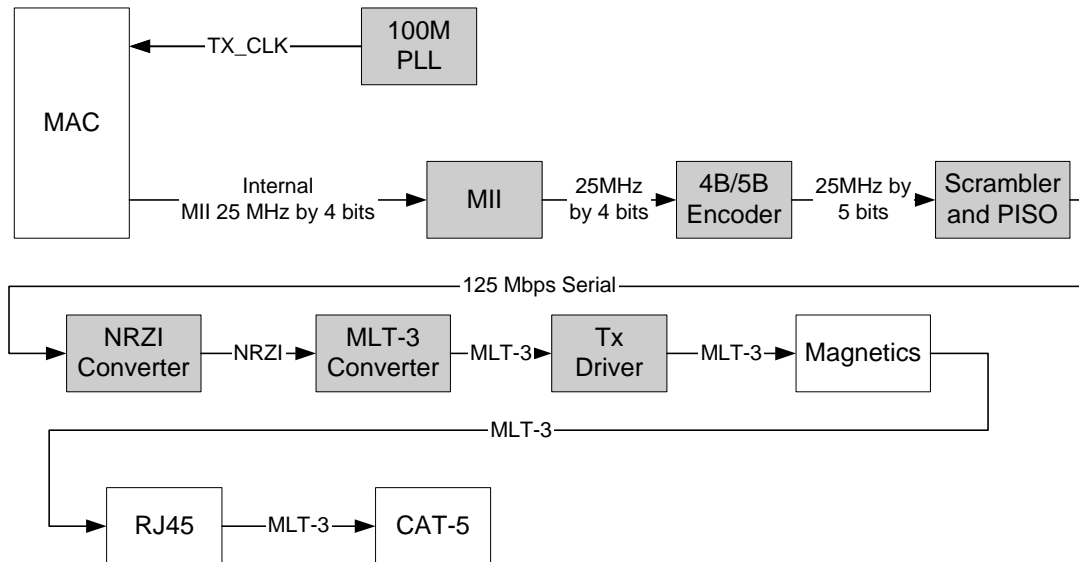 100M
PLL
TX_CLK
MAC
Internal
MII 25 MHz by 4 bits
MII
25MHz
by 4 bits
4B/5B
Encoder
25MHz by
5 bits
Scrambler
and PISO
125 Mbps Serial
NRZI
Converter
NRZI
MLT-3
Converter
MLT-3
Tx
Driver
MLT-3
Magnetics
MLT-3
RJ45
MLT-3
CAT-5